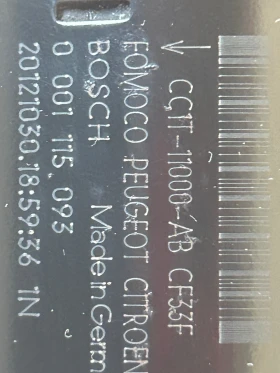 CC1T-11000-AB CF33F
FOMOCO PEUGEOT CITROEN
BOSCH Made in Germ
0 001 115 093
20121030.18:59:36 1N